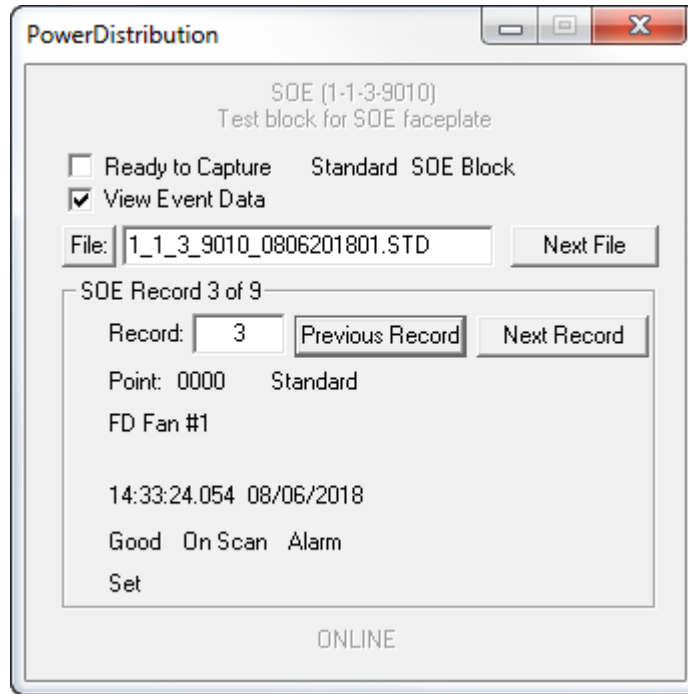 PowerDistribution
SOE (1-1-3-9010)
Test block for SOE faceplate
Ready to Capture Standard SOE Block
View Event Data
File: 1_1_3_9010_0806201801.STD Next File
SOE Record 3 of 9
Record: 3 Previous Record Next Record
Point: 0000 Standard
FD Fan #1
14:33:24.054 08/06/2018
Good On Scan Alarm
Set
ONLINE